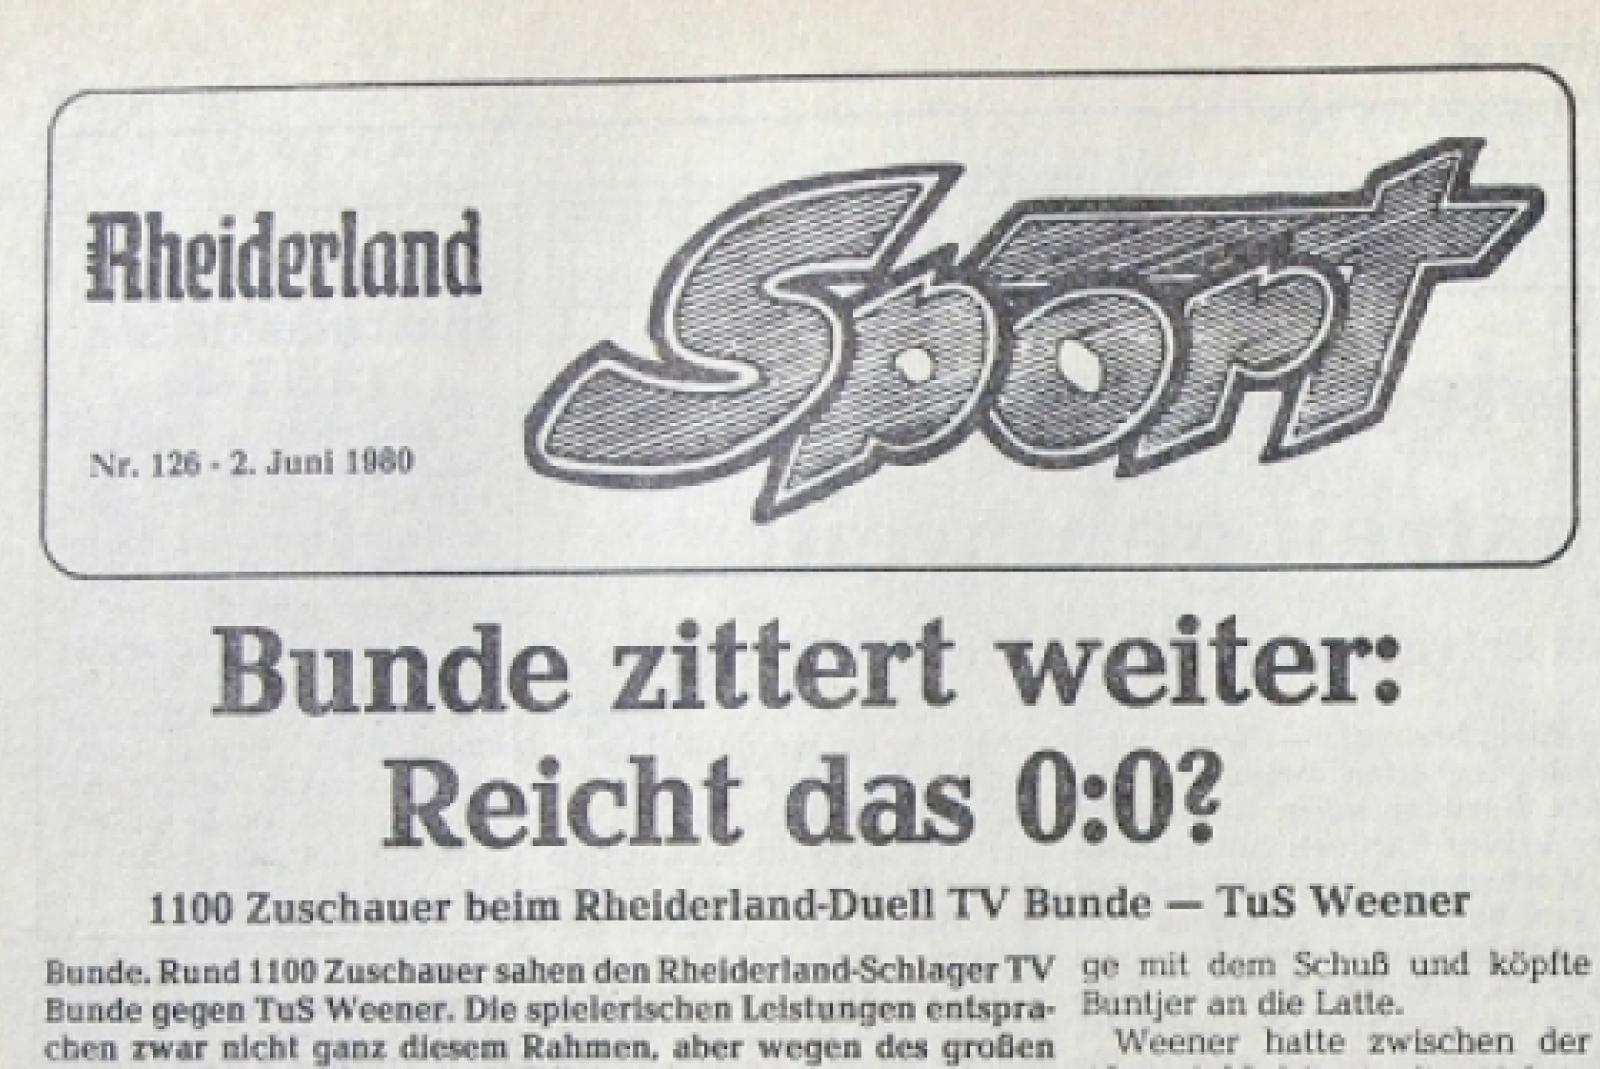 Rheiderland
Sport
Nr. 126 - 2. Juni 1980
Bunde zittert weiter:
Reicht das 0:0?
1100 Zuschauer beim Rheiderland-Duell TV Bunde — TuS Weener
Bunde. Rund 1100 Zuschauer sahen den Rheiderland-Schlager TV
Bunde gegen TuS Weener. Die spielerischen Leistungen entspra-
chen zwar nicht ganz diesem Rahmen, aber wegen des großen
ge mit dem Schuß und köpfte
Buntjer an die Latte.
Weener hatte zwischen der